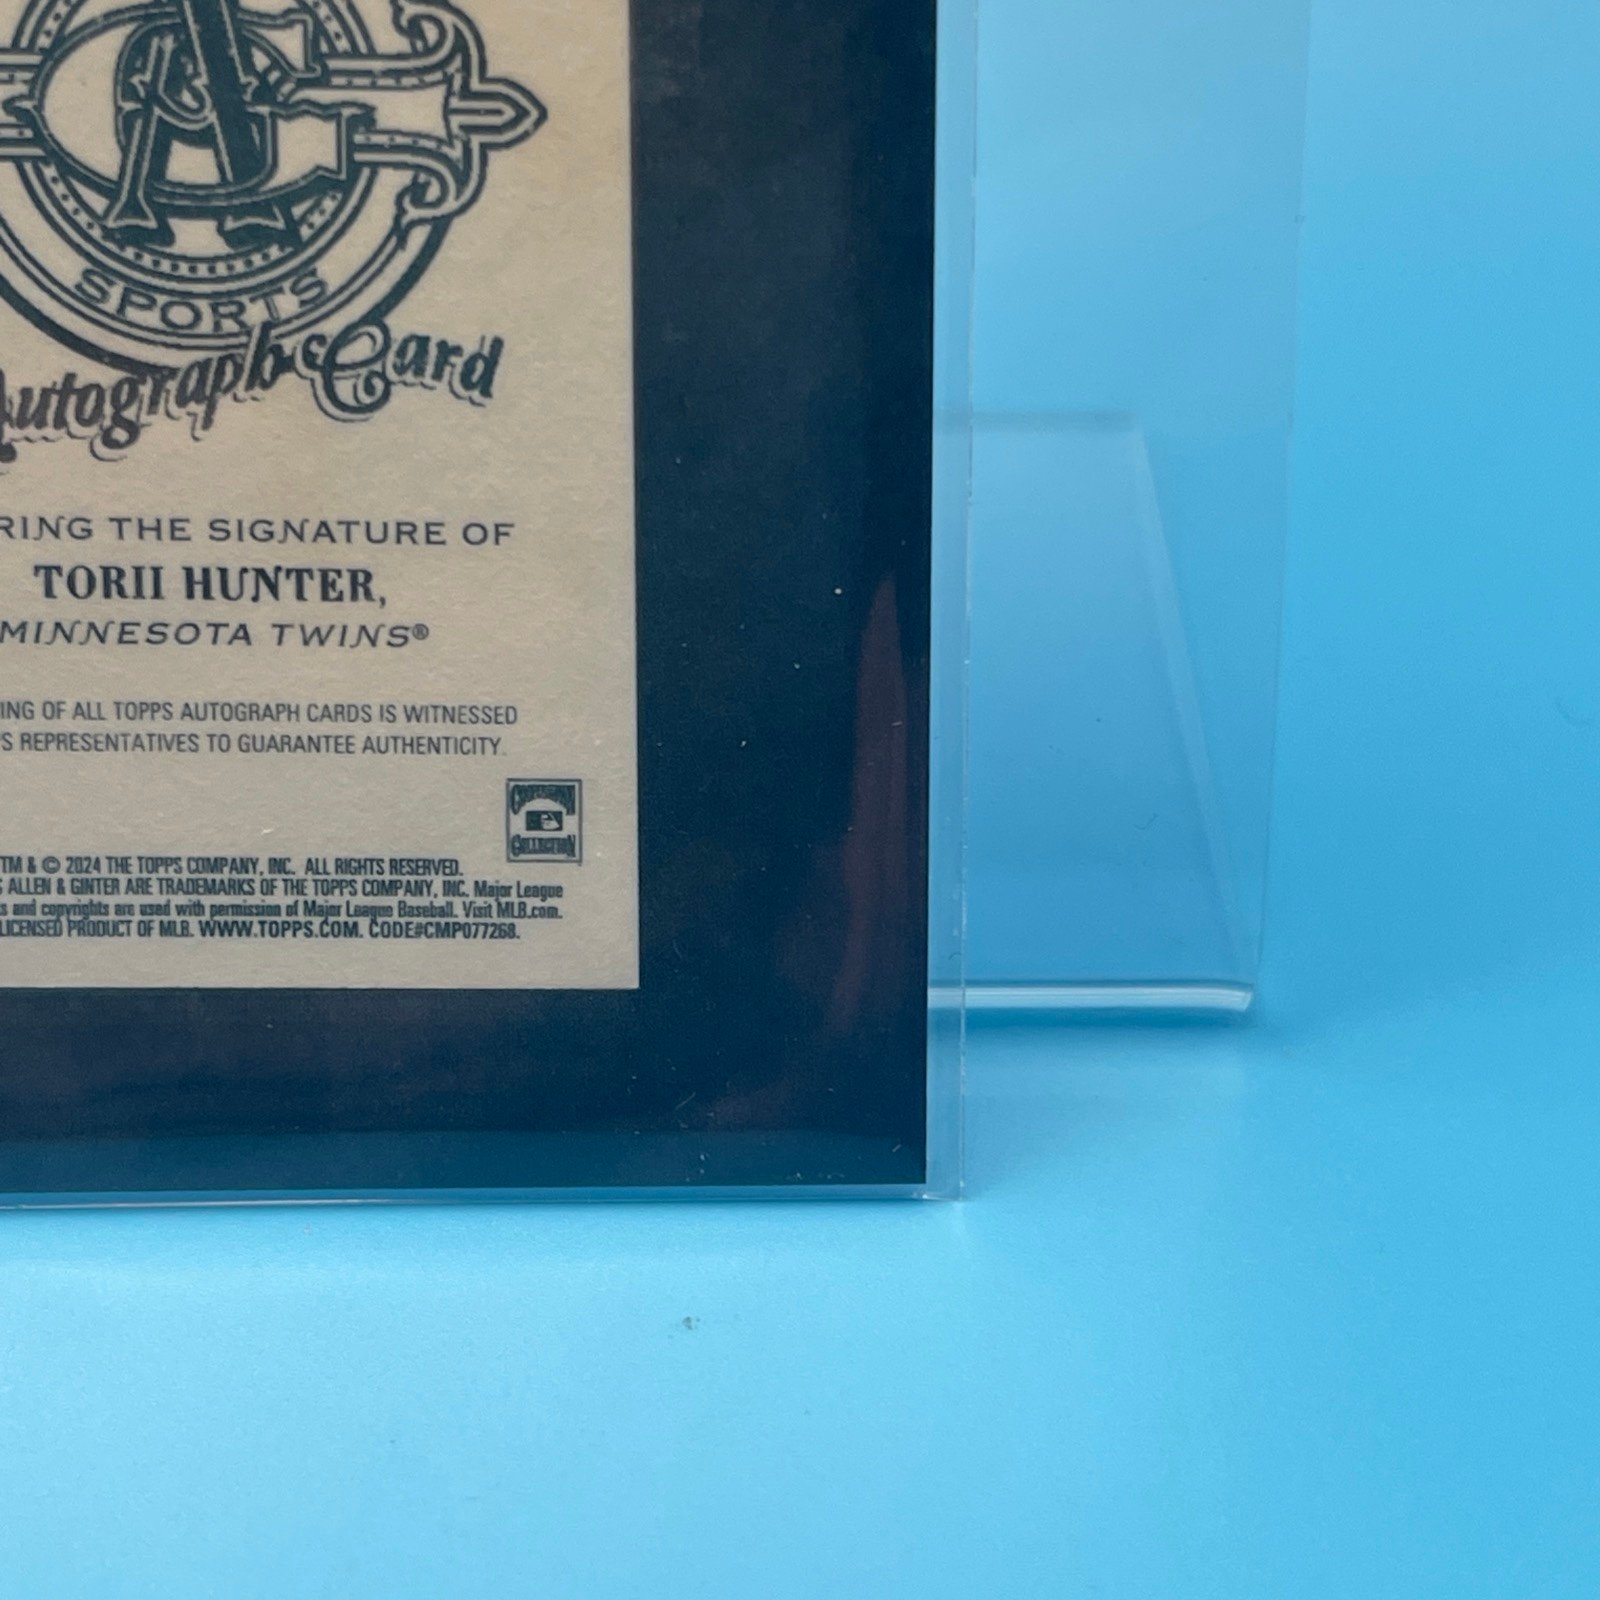 SPORTS
Autograph Card
RING THE SIGNATURE OF
TORII HUNTER,
MINNESOTA TWINS®
ING OF ALL TOPPS AUTOGRAPH CARDS IS WITNESSED
S REPRESENTATIVES TO GUARANTEE AUTHENTICITY.
COOPERSTOWN
COLLECTION
TM & © 2024 THE TOPPS COMPANY, INC. ALL RIGHTS RESERVED.
S ALLEN & GINTER ARE TRADEMARKS OF THE TOPPS COMPANY, INC. Major League
s and copyrights are used with permission of Major League Baseball. Visit MLB.com.
LICENSED PRODUCT OF MLB. WWW.TOPPS.COM. CODE#CMP077268.